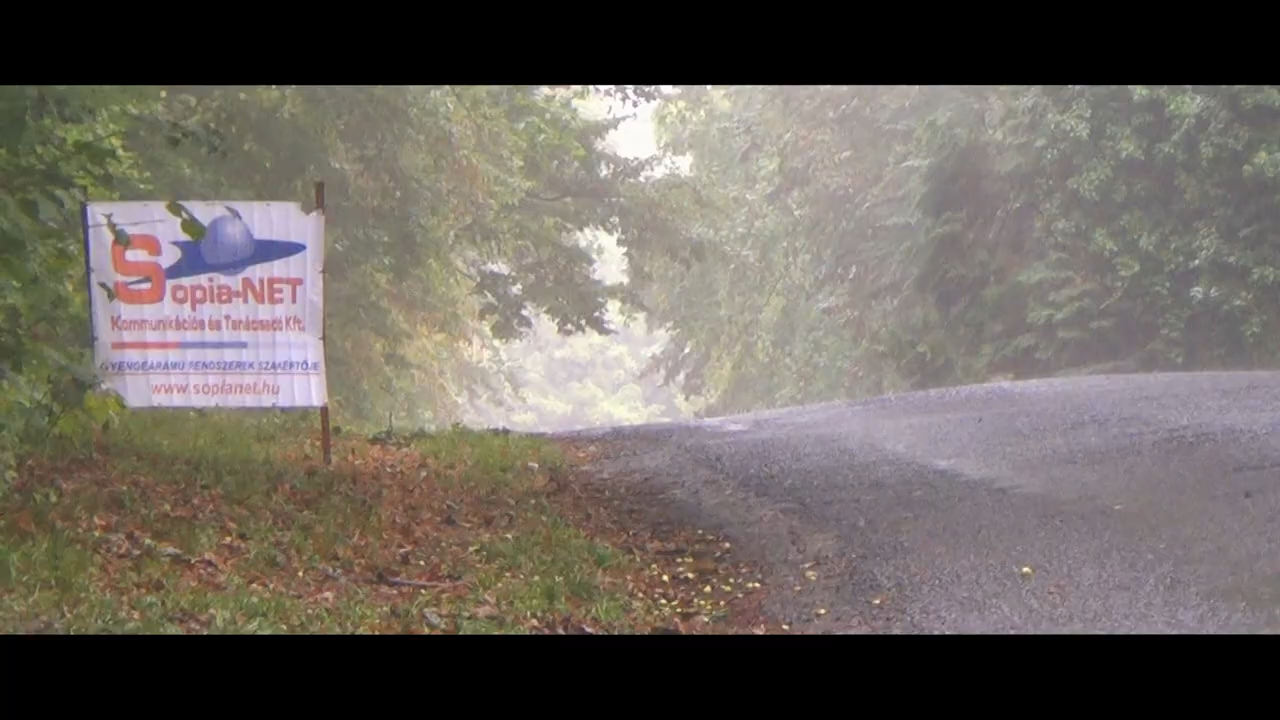 Sopia-NET
Kommunikációs és Tanácsadó Kft.
GYENGEÁRAMÚ RENDSZEREK SZAKÉRTŐJE
www.sopianet.hu